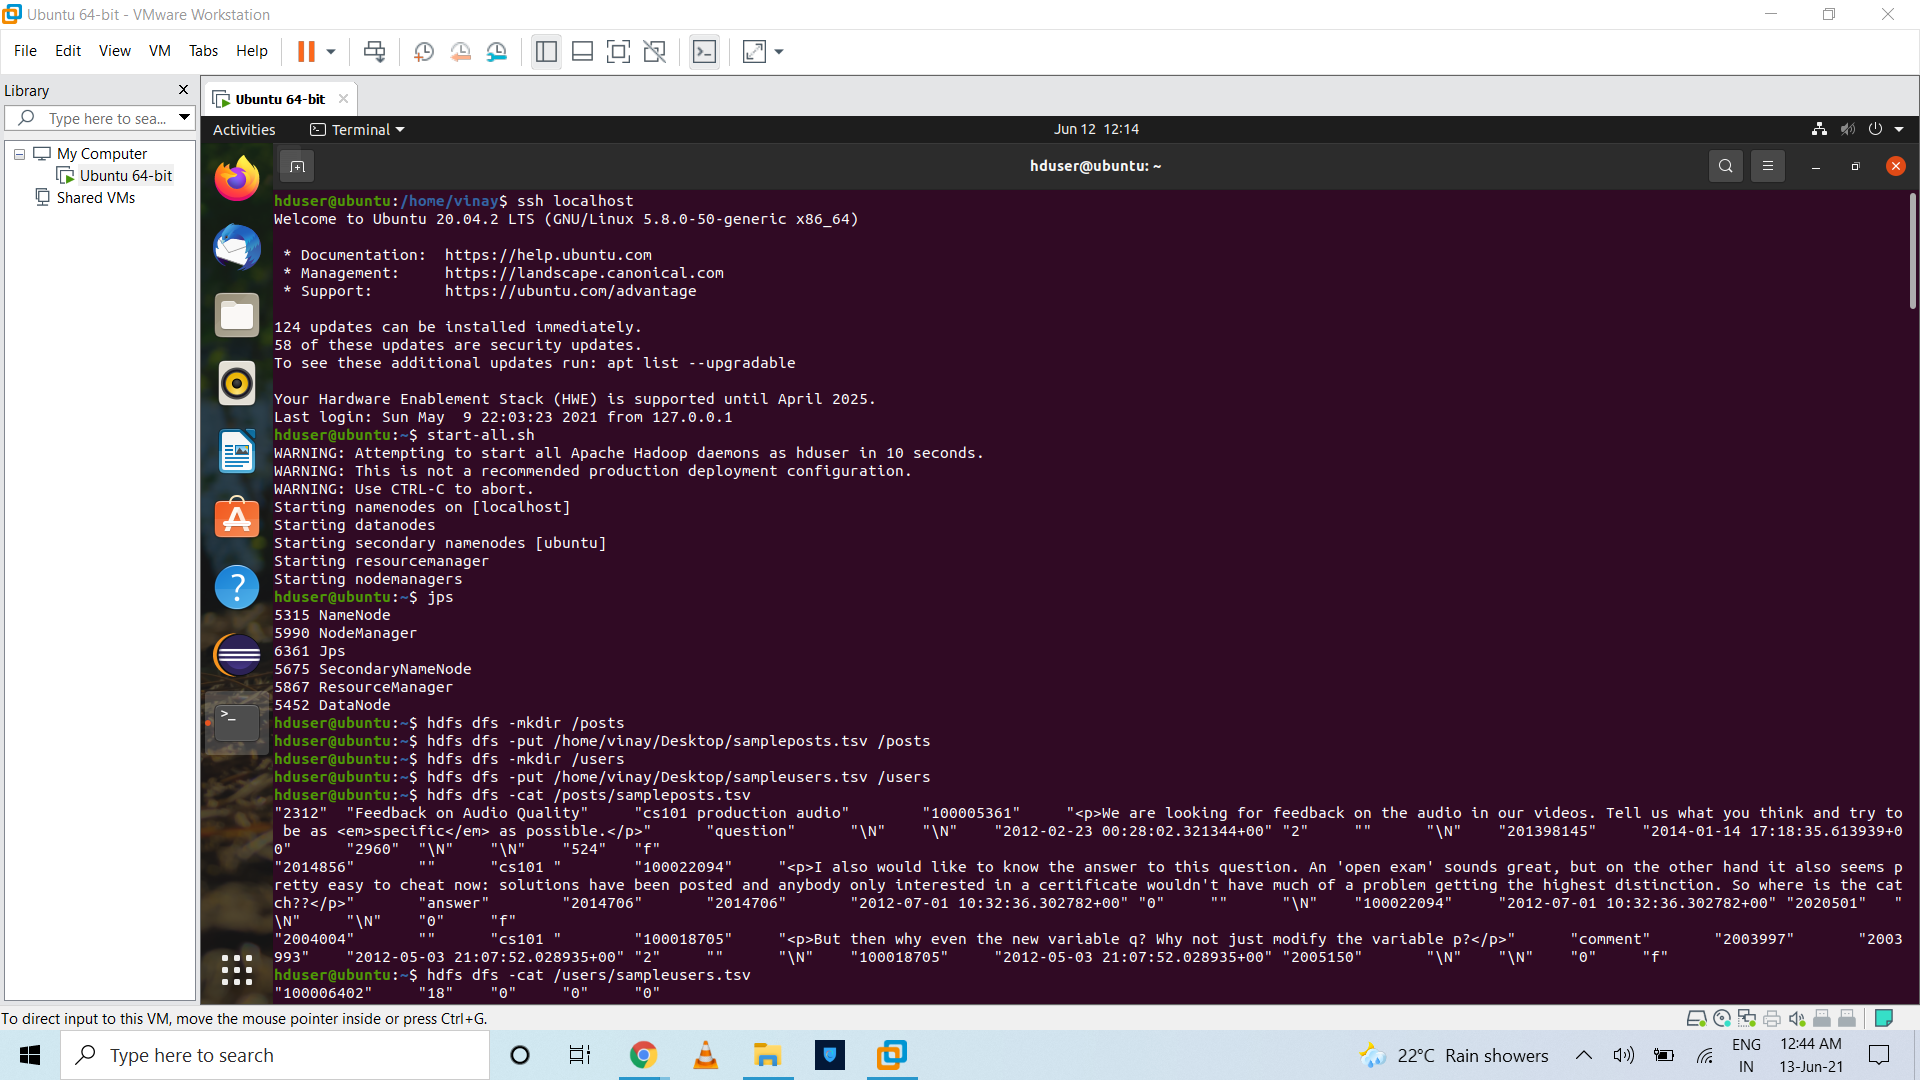 Ubuntu 64-bit - VMware Workstation
File Edit View VM Tabs Help
Library
Type here to sea...
My Computer
Ubuntu 64-bit
Shared VMs
Ubuntu 64-bit
Activities Terminal Jun 12 12:14
hduser@ubuntu: ~
hduser@ubuntu:/home/vinay$ ssh localhost
Welcome to Ubuntu 20.04.2 LTS (GNU/Linux 5.8.0-50-generic x86_64)
* Documentation: https://help.ubuntu.com
* Management: https://landscape.canonical.com
* Support: https://ubuntu.com/advantage
124 updates can be installed immediately.
58 of these updates are security updates.
To see these additional updates run: apt list --upgradable
Your Hardware Enablement Stack (HWE) is supported until April 2025.
Last login: Sun May 9 22:03:23 2021 from 127.0.0.1
hduser@ubuntu:~$ start-all.sh
WARNING: Attempting to start all Apache Hadoop daemons as hduser in 10 seconds.
WARNING: This is not a recommended production deployment configuration.
WARNING: Use CTRL-C to abort.
Starting namenodes on [localhost]
Starting datanodes
Starting secondary namenodes [ubuntu]
Starting resourcemanager
Starting nodemanagers
hduser@ubuntu:~$ jps
5315 NameNode
5990 NodeManager
6361 Jps
5675 SecondaryNameNode
5867 ResourceManager
5452 DataNode
hduser@ubuntu:~$ hdfs dfs -mkdir /posts
hduser@ubuntu:~$ hdfs dfs -put /home/vinay/Desktop/sampleposts.tsv /posts
hduser@ubuntu:~$ hdfs dfs -mkdir /users
hduser@ubuntu:~$ hdfs dfs -put /home/vinay/Desktop/sampleusers.tsv /users
hduser@ubuntu:~$ hdfs dfs -cat /posts/sampleposts.tsv
"2312" "Feedback on Audio Quality" "cs101 production audio" "100005361" "<p>We are looking for feedback on the audio in our videos. Tell us what you think and try to
be as <em>specific</em> as possible.</p>" "question" "\N" "\N" "2012-02-23 00:28:02.321344+00" "2" "" "\N" "201398145" "2014-01-14 17:18:35.613939+0
0" "2960" "\N" "\N" "524" "f"
"2014856" "" "cs101 " "100022094" "<p>I also would like to know the answer to this question. An 'open exam' sounds great, but on the other hand it also seems p
retty easy to cheat now: solutions have been posted and anybody only interested in a certificate wouldn't have much of a problem getting the highest distinction. So where is the cat
ch??</p>" "answer" "2014706" "2014706" "2012-07-01 10:32:36.302782+00" "0" "" "\N" "100022094" "2012-07-01 10:32:36.302782+00" "2020501" "
\N" "\N" "0" "f"
"2004004" "" "cs101 " "100018705" "<p>But then why even the new variable q? Why not just modify the variable p?</p>" "comment" "2003997" "2003
993" "2012-05-03 21:07:52.028935+00" "2" "" "\N" "100018705" "2012-05-03 21:07:52.028935+00" "2005150" "\N" "\N" "0" "f"
hduser@ubuntu:~$ hdfs dfs -cat /users/sampleusers.tsv
"100006402" "18" "0" "0" "0"
To direct input to this VM, move the mouse pointer inside or press Ctrl+G.
Type here to search
22°C Rain showers
ENG
IN
12:44 AM
13-Jun-21